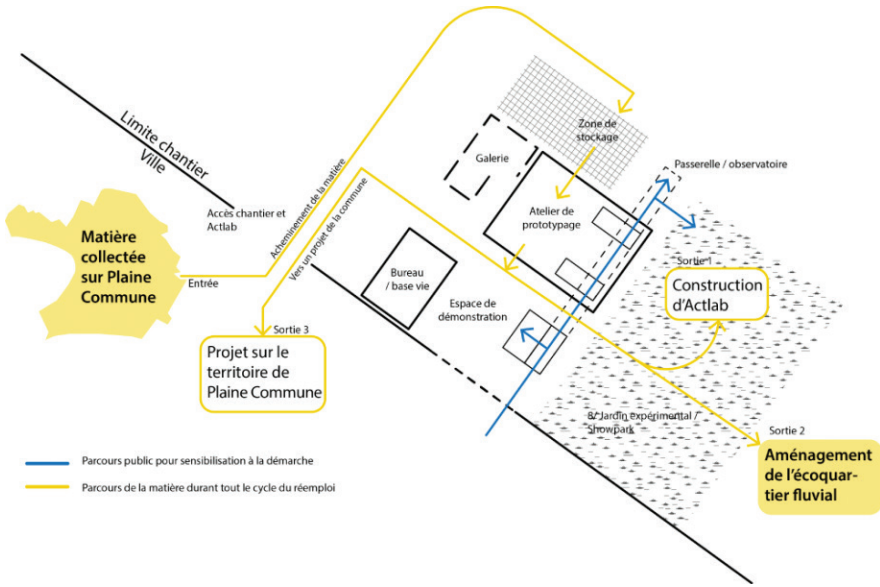 Limite chantier
Ville
Accès chantier et
Actlab
Matière
collectée
sur Plaine
Commune
Entrée
Acheminement de la matière
Vers un projet de la commune
Sortie 3
Projet sur le
territoire de
Plaine Commune
Galerie
Zone de
stockage
Passerelle / observatoire
Atelier de
prototypage
Bureau
/ base vie
Espace de
démonstration
Sortie 1
Construction
d'Actlab
B/ Jardin expérimental /
Showpark
Sortie 2
Aménagement
de l'écoquar-
tier fluvial
Parcours public pour sensibilisation à la démarche
Parcours de la matière durant tout le cycle du réemploi